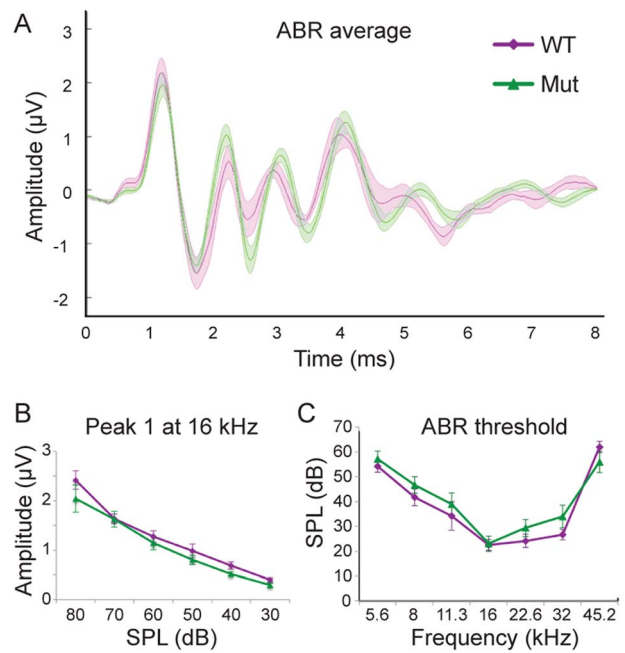 A
ABR average
WT
Mut
3
2
1
0
-1
-2
Amplitude (μV)
0 1 2 3 4 5 6 7 8
Time (ms)
B
Peak 1 at 16 kHz
3
2
1
0
Amplitude (μV)
80 70 60 50 40 30
SPL (dB)
C
ABR threshold
70
60
50
40
30
20
10
0
SPL (dB)
5.6 8 11.3 16 22.6 32 45.2
Frequency (kHz)